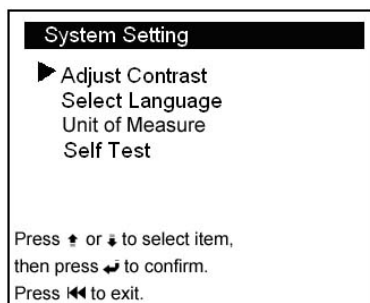 System Setting
Adjust Contrast
Select Language
Unit of Measure
Self Test
Press ⬆ or ⬇ to select item,
then press ↵ to confirm.
Press ⏮ to exit.